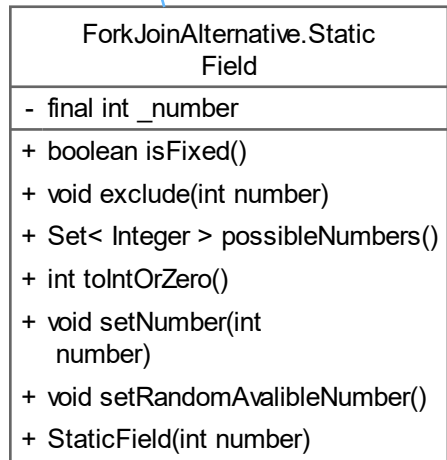 ForkJoinAlternative.Static
Field
- final int _number
+ boolean isFixed()
+ void exclude(int number)
+ Set< Integer > possibleNumbers()
+ int toIntOrZero()
+ void setNumber(int
number)
+ void setRandomAvalibleNumber()
+ StaticField(int number)